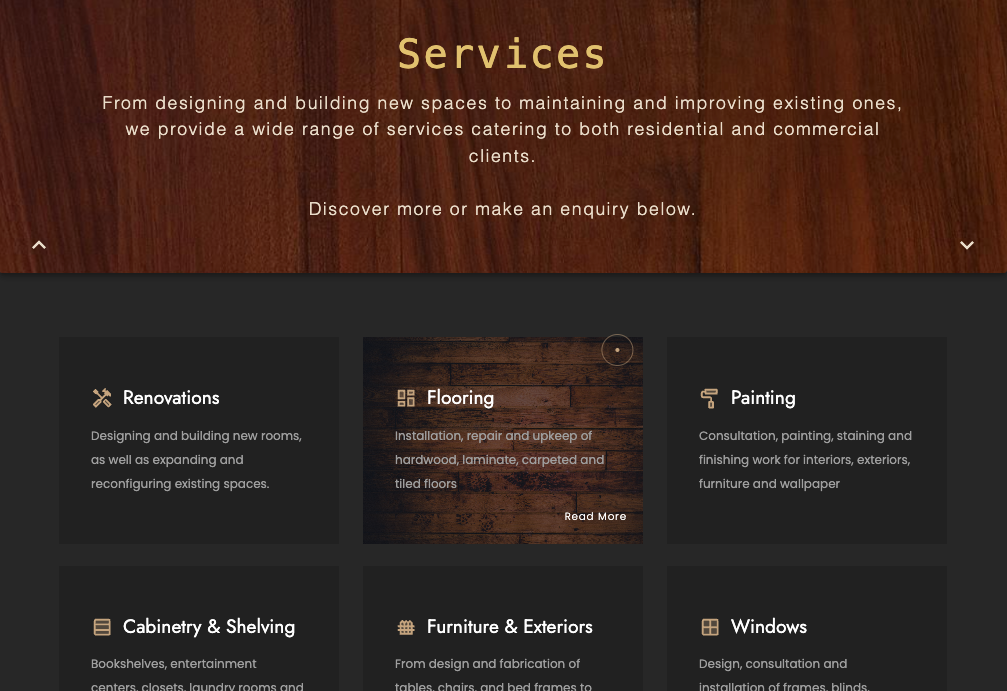 Services
From designing and building new spaces to maintaining and improving existing ones,
we provide a wide range of services catering to both residential and commercial
clients.
Discover more or make an enquiry below.
Renovations
Designing and building new rooms,
as well as expanding and
reconfiguring existing spaces.
Flooring
Installation, repair and upkeep of
hardwood, laminate, carpeted and
tiled floors
Read More
Painting
Consultation, painting, staining and
finishing work for interiors, exteriors,
furniture and wallpaper
Cabinetry & Shelving
Bookshelves, entertainment
centers, closets, laundry rooms and
Furniture & Exteriors
From design and fabrication of
tables, chairs, and bed frames to
Windows
Design, consultation and
installation of frames, blinds,